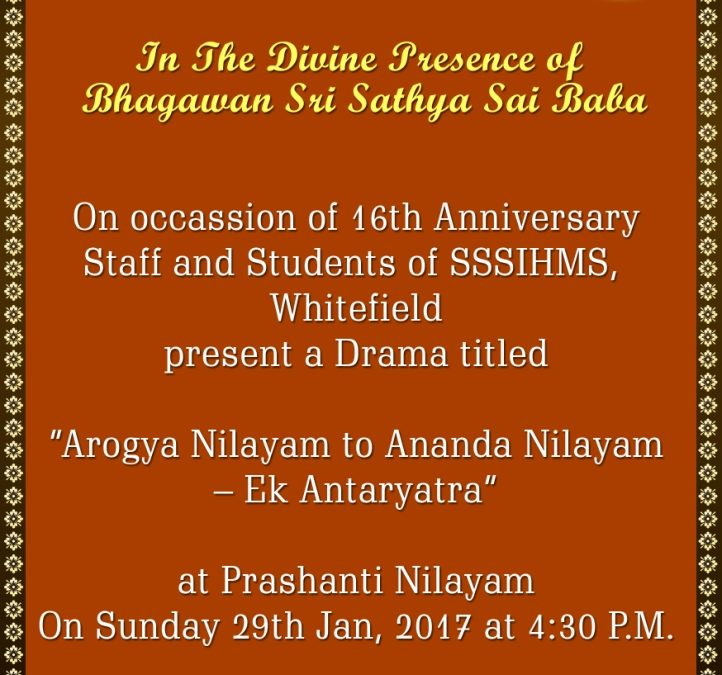 In The Divine Presence of
Bhagawan Sri Sathya Sai Baba
On occassion of 16th Anniversary
Staff and Students of SSSIHMS,
Whitefield
present a Drama titled
"Arogya Nilayam to Ananda Nilayam
– Ek Antaryatra"
at Prashanti Nilayam
On Sunday 29th Jan, 2017 at 4:30 P.M.